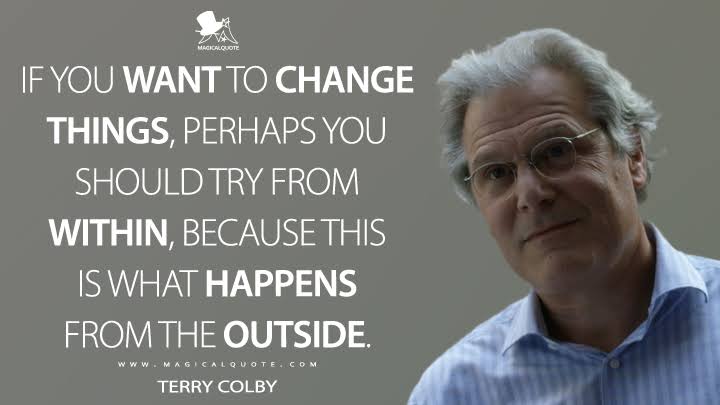 MAGICALQUOTE
IF YOU WANT TO CHANGE
THINGS, PERHAPS YOU
SHOULD TRY FROM
WITHIN, BECAUSE THIS
IS WHAT HAPPENS
FROM THE OUTSIDE.
WWW.MAGICALQUOTE.COM
TERRY COLBY